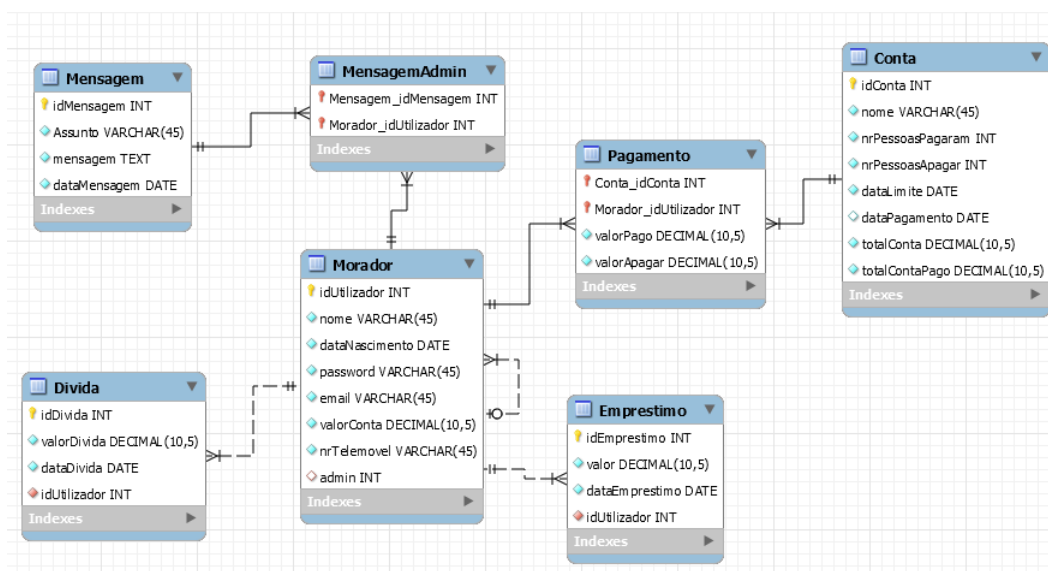 Mensagem
idMensagem INT
Assunto VARCHAR(45)
mensagem TEXT
dataMensagem DATE
Indexes
MensagemAdmin
Mensagem_idMensagem INT
Morador_idUtilizador INT
Indexes
Pagamento
Conta_idConta INT
Morador_idUtilizador INT
valorPago DECIMAL(10,5)
valorApagar DECIMAL(10,5)
Indexes
Conta
idConta INT
nome VARCHAR(45)
nrPessoasPagaram INT
nrPessoasApagar INT
dataLimite DATE
dataPagamento DATE
totalConta DECIMAL(10,5)
totalContaPago DECIMAL(10,5)
Indexes
Morador
idUtilizador INT
nome VARCHAR(45)
dataNascimento DATE
password VARCHAR(45)
email VARCHAR(45)
valorConta DECIMAL(10,5)
nrTelemovel VARCHAR(45)
admin INT
Indexes
Divida
idDivida INT
valorDivida DECIMAL(10,5)
dataDivida DATE
idUtilizador INT
Indexes
Emprestimo
idEmprestimo INT
valor DECIMAL(10,5)
dataEmprestimo DATE
idUtilizador INT
Indexes